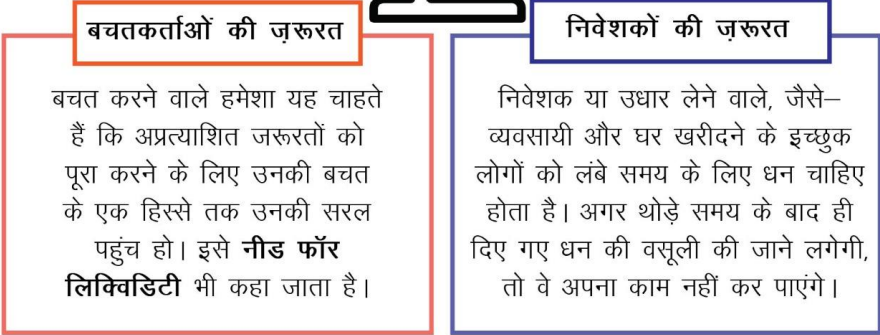 बचतकर्ताओं की ज़रूरत
बचत करने वाले हमेशा यह चाहते
हैं कि अप्रत्याशित जरूरतों को
पूरा करने के लिए उनकी बचत
के एक हिस्से तक उनकी सरल
पहुंच हो। इसे नीड फॉर
लिक्विडिटी भी कहा जाता है।
निवेशकों की ज़रूरत
निवेशक या उधार लेने वाले, जैसे–
व्यवसायी और घर खरीदने के इच्छुक
लोगों को लंबे समय के लिए धन चाहिए
होता है। अगर थोड़े समय के बाद ही
दिए गए धन की वसूली की जाने लगेगी,
तो वे अपना काम नहीं कर पाएंगे।